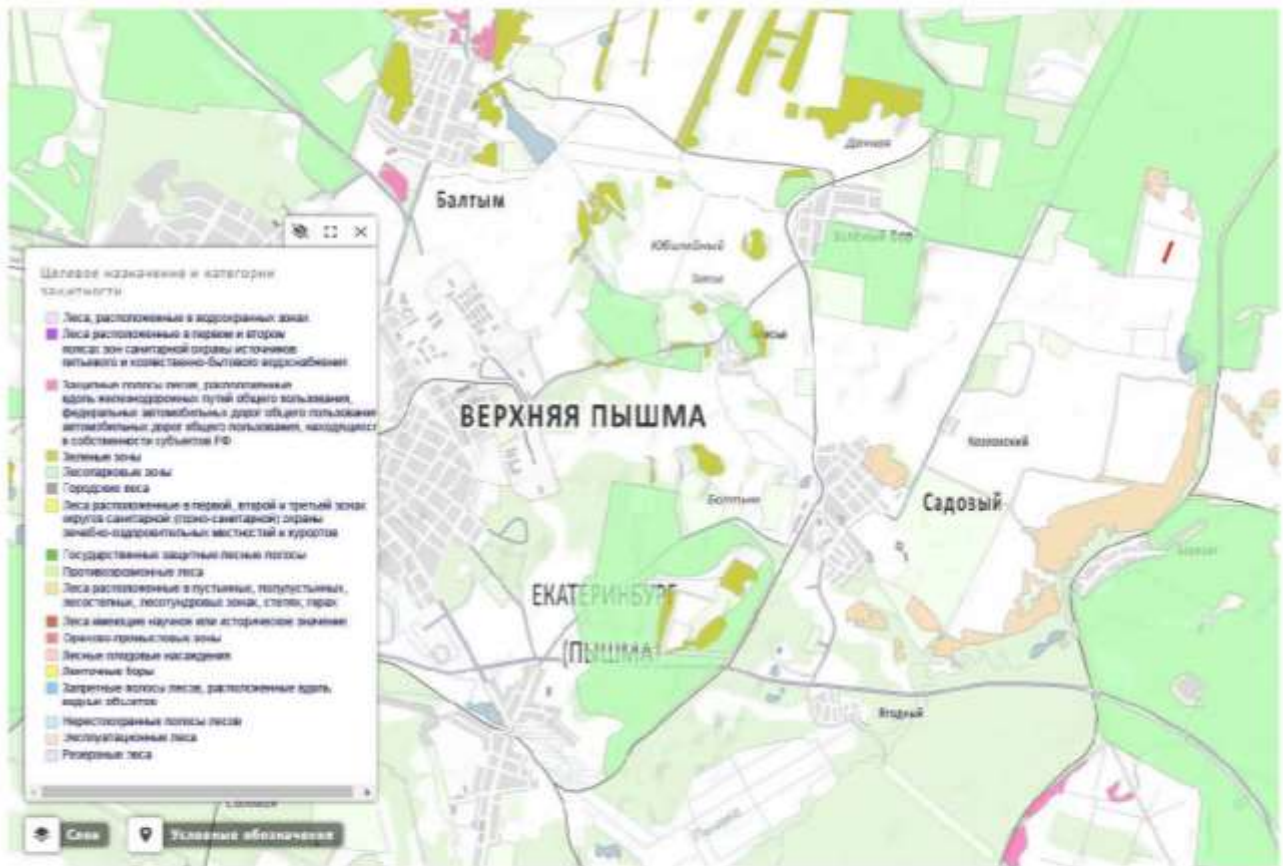 Балтым
Дачная
Юбилейный
Зелёный Бор
ВЕРХНЯЯ ПЫШМА
Козловский
Садовый
ЕКАТЕРИНБУРГ
(ПЫШМА)
Ягодный
Целевое назначение и категории
защитности
Леса, расположенные в водоохранных зонах
Леса расположенные в первом и втором
поясах зон санитарной охраны источников
питьевого и хозяйственно-бытового водоснабжения
Защитные полосы лесов, расположенные
вдоль железнодорожных путей общего пользования,
федеральных автомобильных дорог общего пользования
автомобильных дорог общего пользования, находящихся
в собственности субъектов РФ
Зеленые зоны
Лесопарковые зоны
Городские леса
Леса расположенные в первой, второй и третьей зонах
округов санитарной (горно-санитарной) охраны
лечебно-оздоровительных местностей и курортов
Государственные защитные лесные полосы
Противоэрозионные леса
Леса расположенные в пустынных, полупустынных,
лесостепных, лесотундровых зонах, степях, горах
Леса имеющие научное или историческое значение
Орехово-промысловые зоны
Лесные плодовые насаждения
Ленточные боры
Запретные полосы лесов, расположенные вдоль
водных объектов
Нерестоохранные полосы лесов
Эксплуатационные леса
Резервные леса
Слои
Условные обозначения